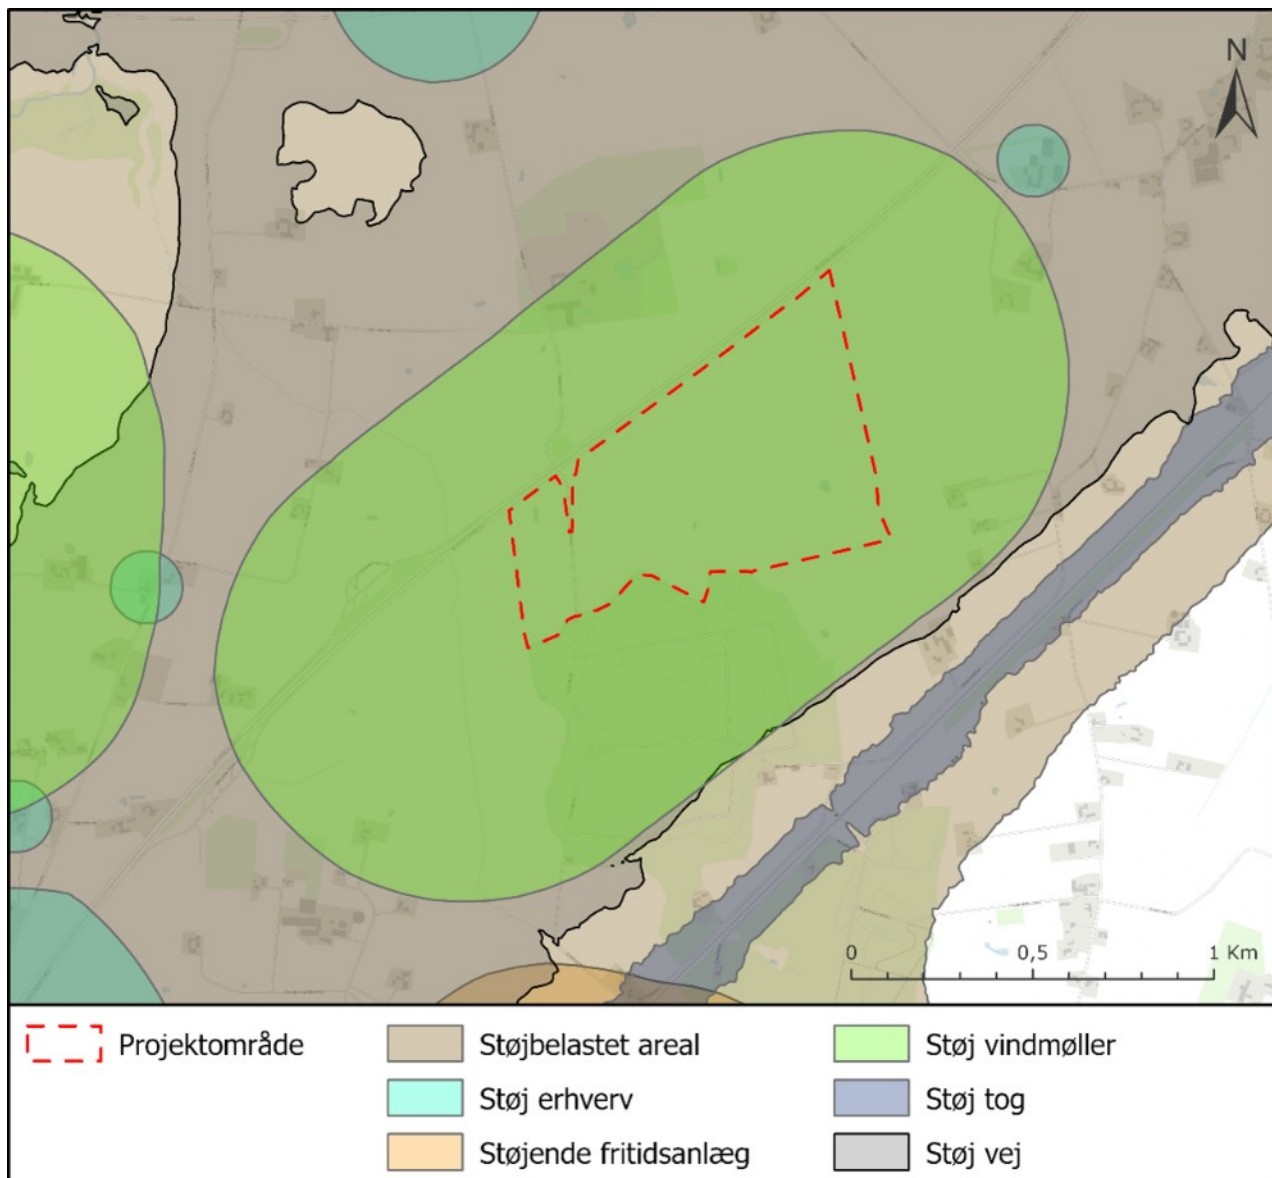 N
0 0,5 1 Km
Projektområde
Støjbelastet areal
Støj vindmøller
Støj erhverv
Støj tog
Støjende fritidsanlæg
Støj vej